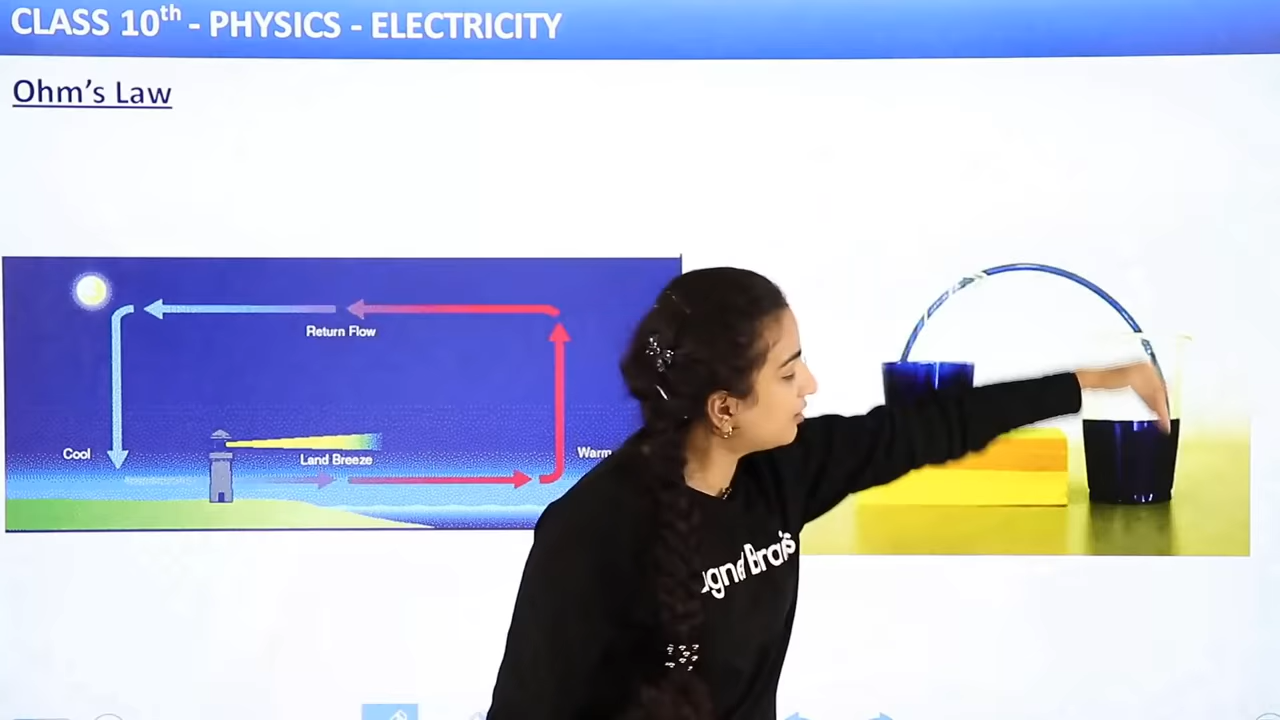 CLASS 10th - PHYSICS - ELECTRICITY
Ohm's Law
Return Flow
Cool
Land Breeze
Warm